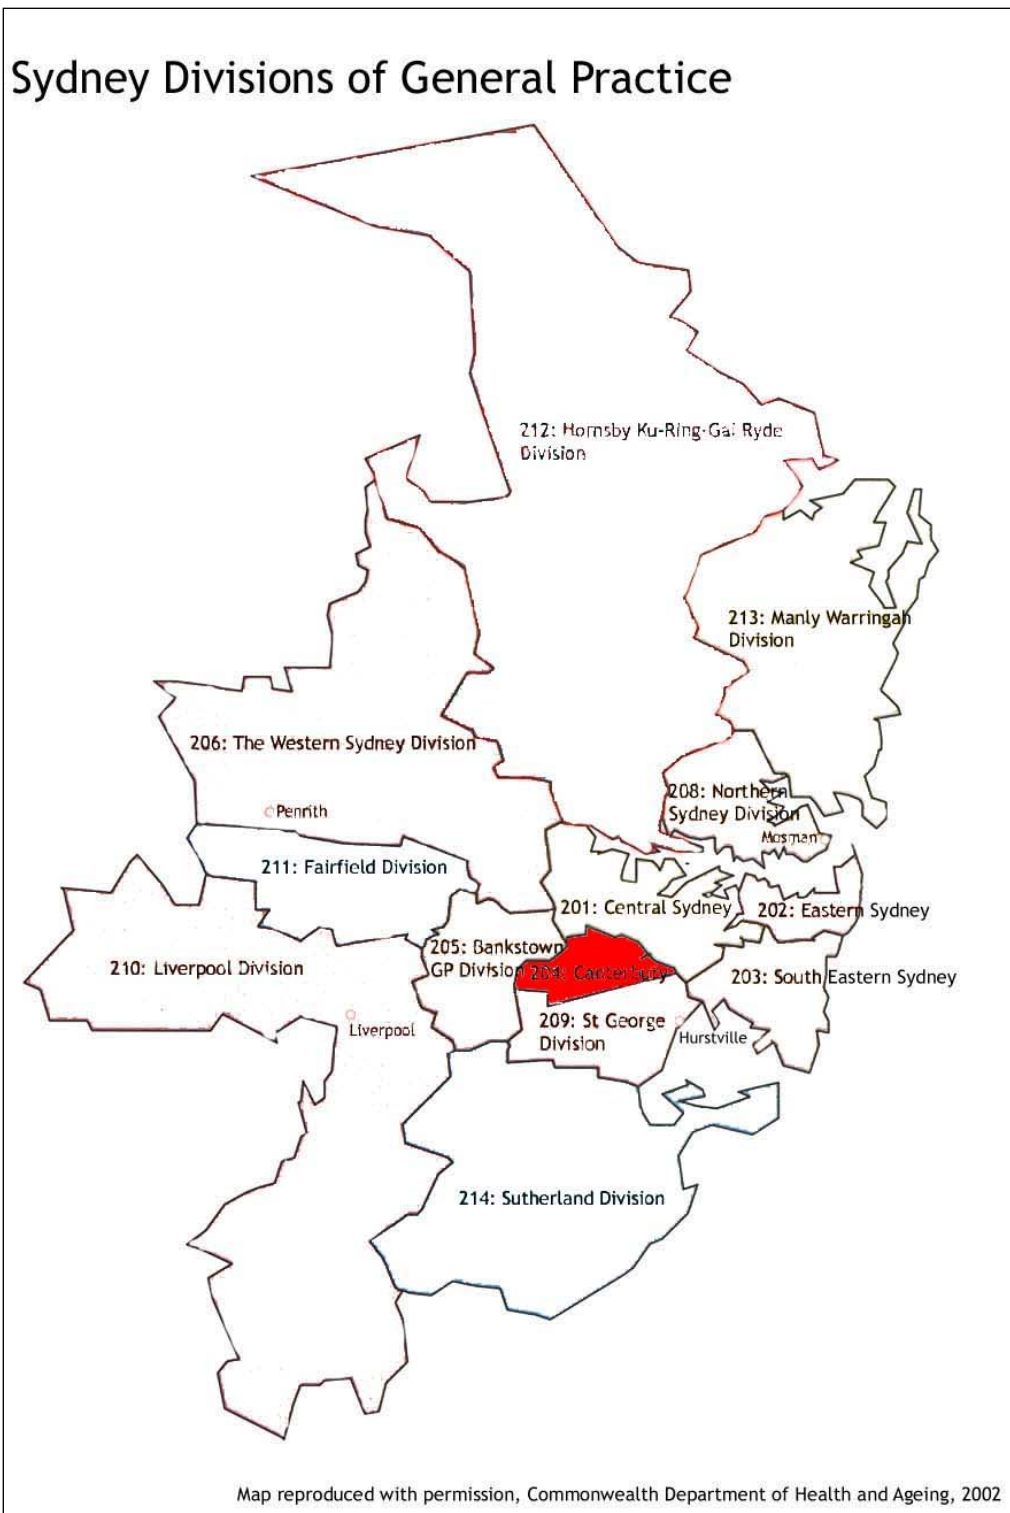 Sydney Divisions of General Practice
212: Hornsby Ku-Ring-Gai Ryde
Division
213: Manly Warringah
Division
206: The Western Sydney Division
208: Northern
Sydney Division
Penrith
Mosman
211: Fairfield Division
201: Central Sydney
202: Eastern Sydney
205: Bankstown
GP Division
204: Canterbury
210: Liverpool Division
203: South Eastern Sydney
209: St George
Division
Hurstville
Liverpool
214: Sutherland Division
Map reproduced with permission, Commonwealth Department of Health and Ageing, 2002